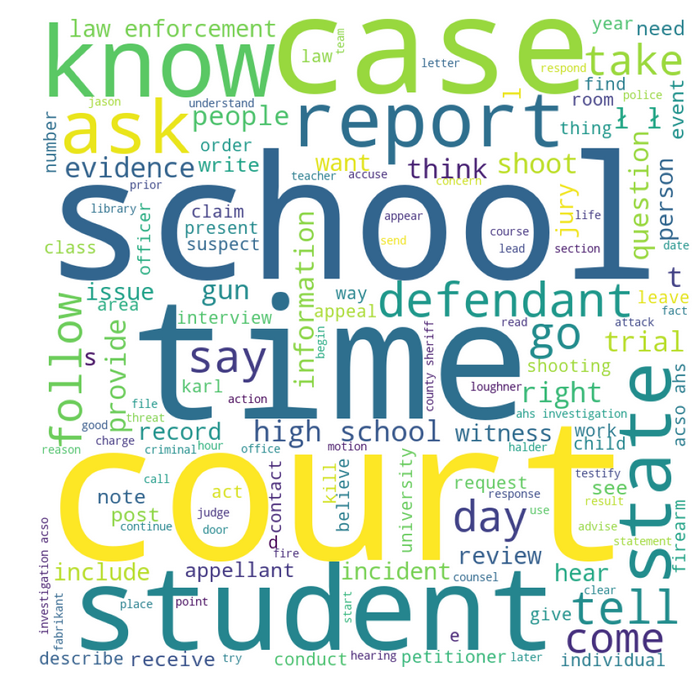 law enforcement
case
year
need
know
law
team
letter
respond
take
find
jason
understand
people
report
l
room
police
event
number
ask
order
thing
ł ł
evidence
write
want
think
shoot
question
person
prior
teacher
accuse
concern
school
library
claim
appear
course
life
jury
officer
present
send
lead
section
date
class
suspect
information
t
issue
gun
way
defendant
leave
area
appeal
fact
follow
provide
interview
begin
time
read
attack
go
trial
s
say
county sheriff
shooting
karl
loughner
right
state
acso ahs
action
file
threat
ahs investigation
good
record
high school
witness
work
charge
child
reason
criminal
hour
office
motion
halder
court
call
contact
kill
believe
university
request
see
testify
note
act
response
day
use
result
firearm
post
judge
continue
door
d
advise
statement
fire
review
investigation acso
include
appellant
incident
counsel
hear
clear
student
fabrikant
place
point
start
give
tell
e
come
describe
receive
try
conduct
hearing
petitioner
later
individual